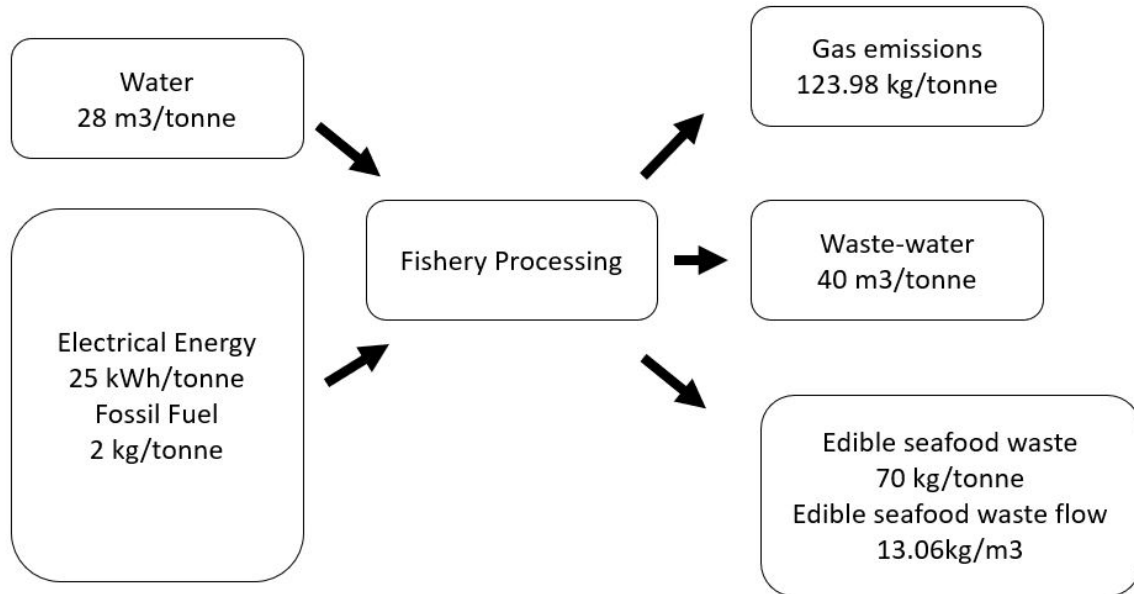 Water
28 m3/tonne
Electrical Energy
25 kWh/tonne
Fossil Fuel
2 kg/tonne
Fishery Processing
Gas emissions
123.98 kg/tonne
Waste-water
40 m3/tonne
Edible seafood waste
70 kg/tonne
Edible seafood waste flow
13.06kg/m3